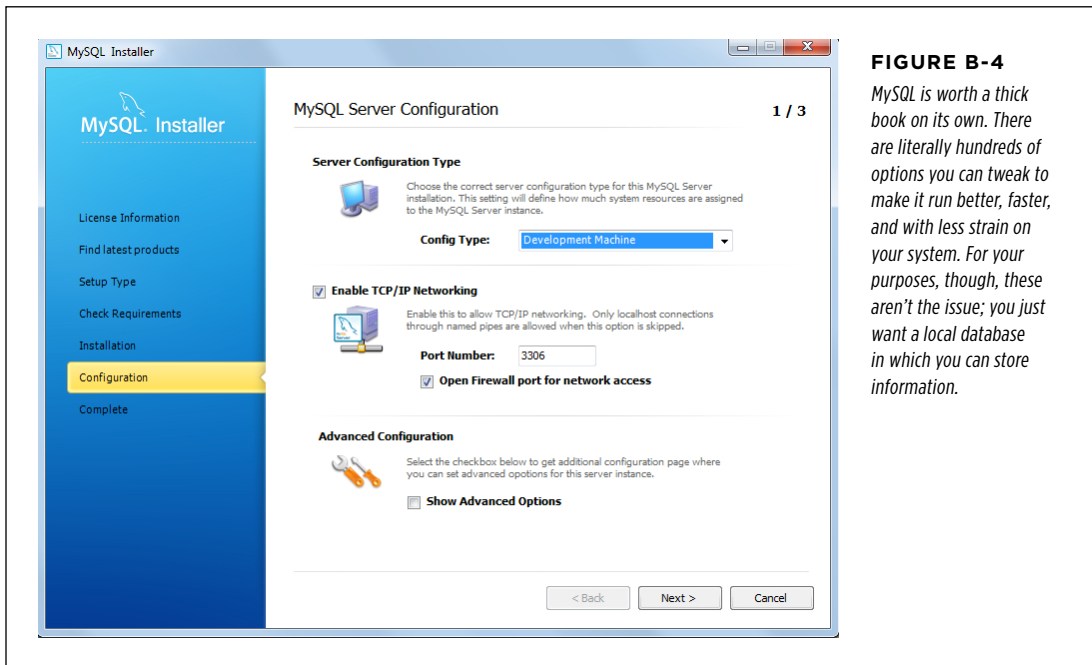 MySQL Installer
MySQL. Installer
License Information
Find latest products
Setup Type
Check Requirements
Installation
Configuration
Complete
MySQL Server Configuration
1 / 3
Server Configuration Type
Choose the correct server configuration type for this MySQL Server
installation. This setting will define how much system resources are assigned
to the MySQL Server instance.
Config Type:
Development Machine
Enable TCP/IP Networking
Enable this to allow TCP/IP networking. Only localhost connections
through named pipes are allowed when this option is skipped.
Port Number:
3306
Open Firewall port for network access
Advanced Configuration
Select the checkbox below to get additional configuration page where
you can set advanced opotions for this server instance.
Show Advanced Options
< Back
Next >
Cancel
FIGURE B-4
MySQL is worth a thick
book on its own. There
are literally hundreds of
options you can tweak to
make it run better, faster,
and with less strain on
your system. For your
purposes, though, these
aren't the issue; you just
want a local database
in which you can store
information.